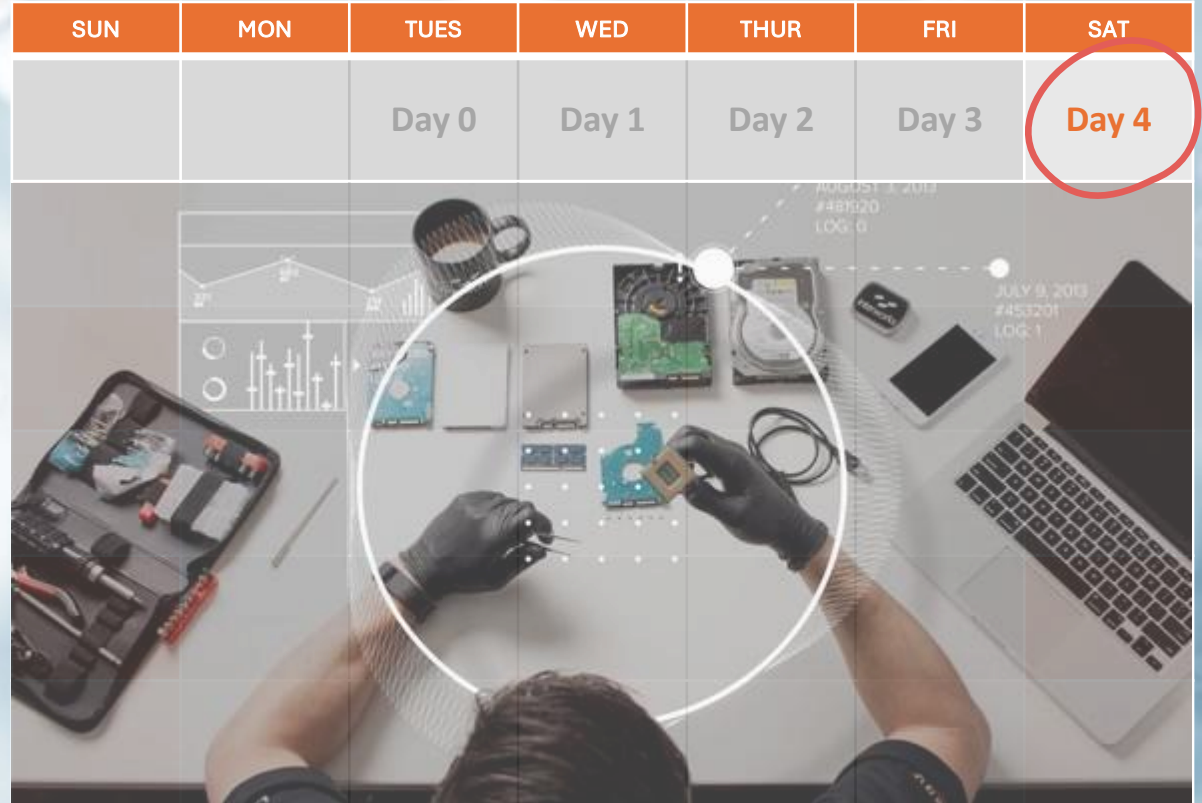 SUN MON TUES WED THUR FRI SAT
Day 0 Day 1 Day 2 Day 3 Day 4
AUGUST 3, 2013
#481920
LOG: 0
JULY 9, 2013
#453201
LOG: 1